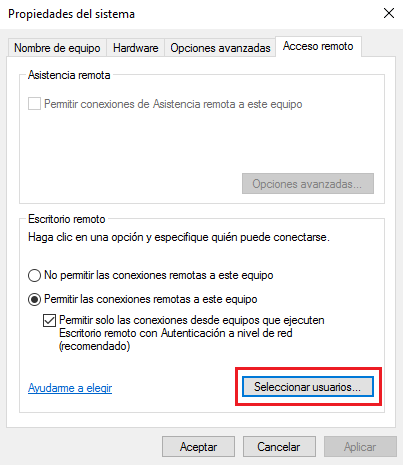 Propiedades del sistema
Nombre de equipo
Hardware
Opciones avanzadas
Acceso remoto
Asistencia remota
Permitir conexiones de Asistencia remota a este equipo
Opciones avanzadas...
Escritorio remoto
Haga clic en una opción y especifique quién puede conectarse.
No permitir las conexiones remotas a este equipo
Permitir las conexiones remotas a este equipo
Permitir solo las conexiones desde equipos que ejecuten
Escritorio remoto con Autenticación a nivel de red
(recomendado)
Ayudarme a elegir
Seleccionar usuarios...
Aceptar
Cancelar
Aplicar